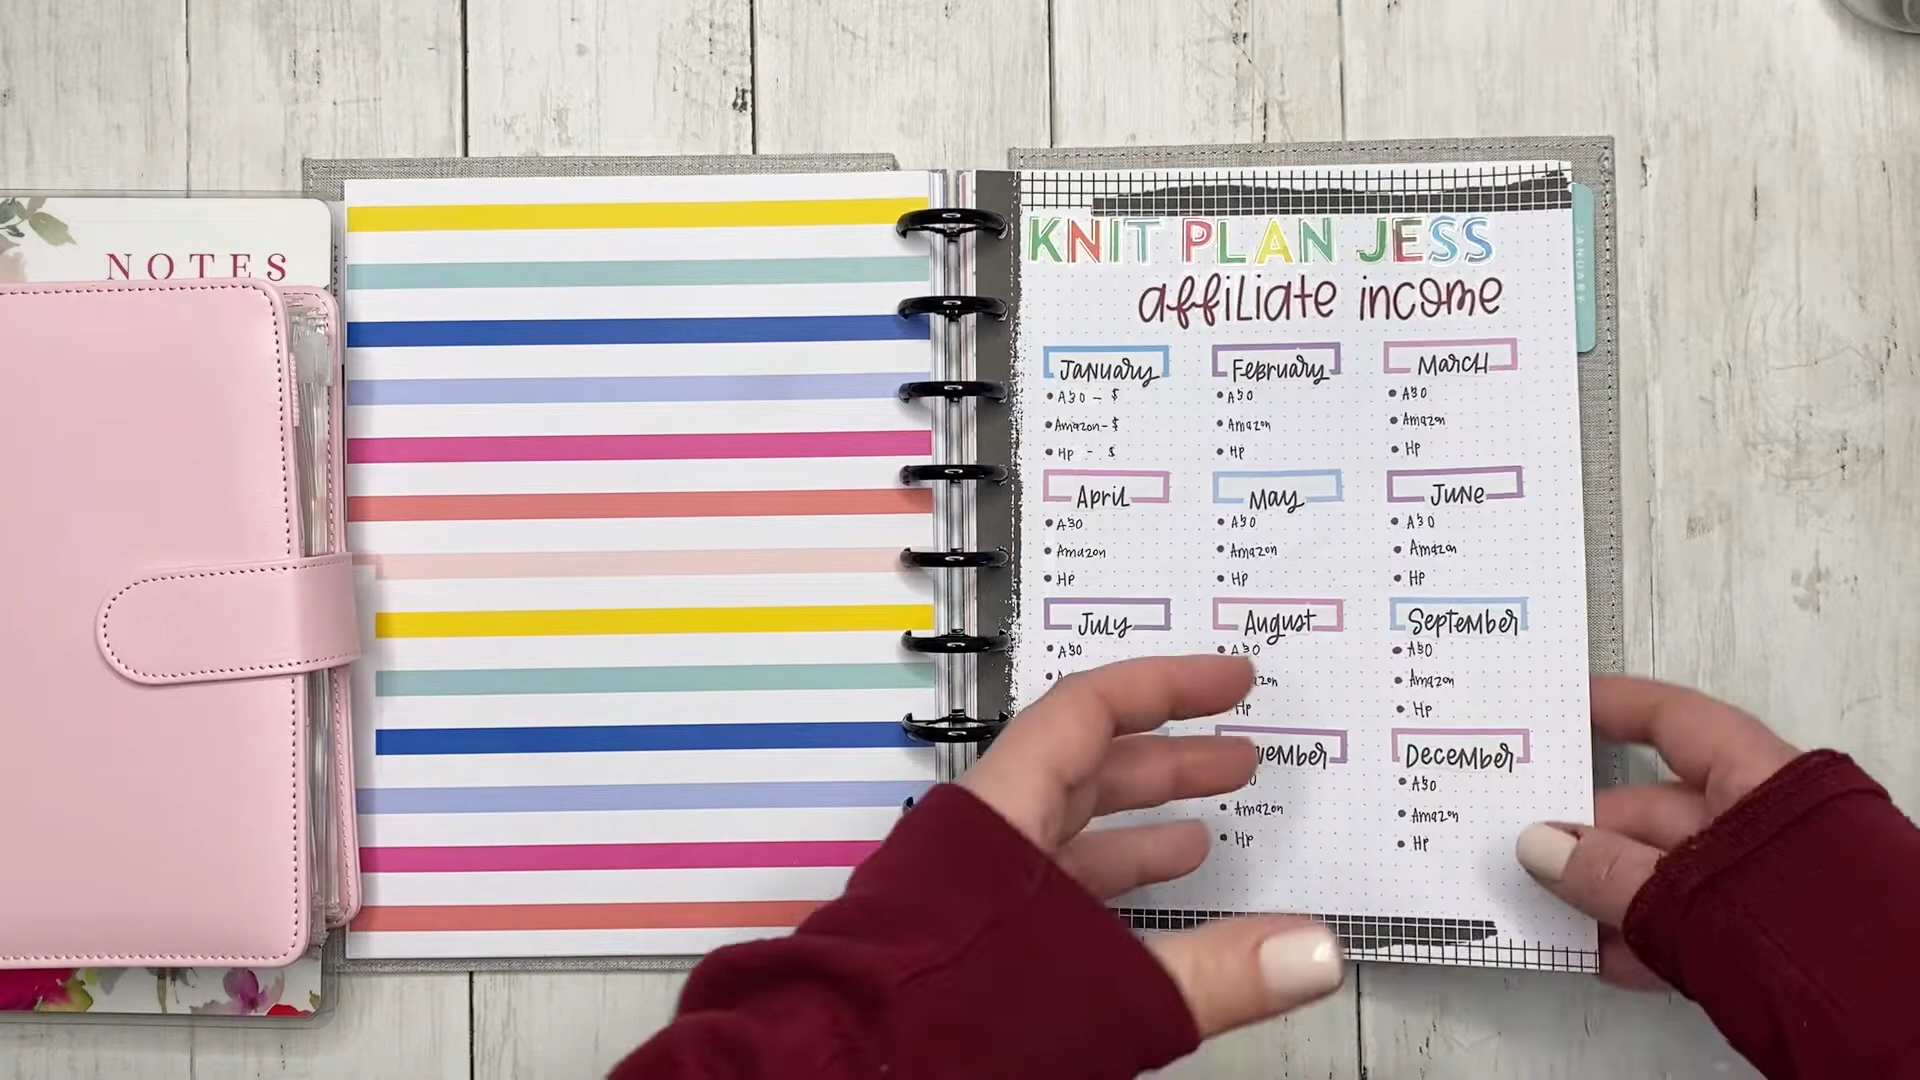 NOTES
KNIT PLAN JESS
affiliate income
January February March
• A30 - $ • A30 • A30
• Amazon - $ • Amazon • Amazon
• HP - $ • HP • HP
April May June
• A30 • A30 • A30
• Amazon • Amazon • Amazon
• HP • HP • HP
July August September
• A30 • A30 • A30
• Amazon
• HP
December
• A30
• Amazon • Amazon
• HP • HP
JANUARY